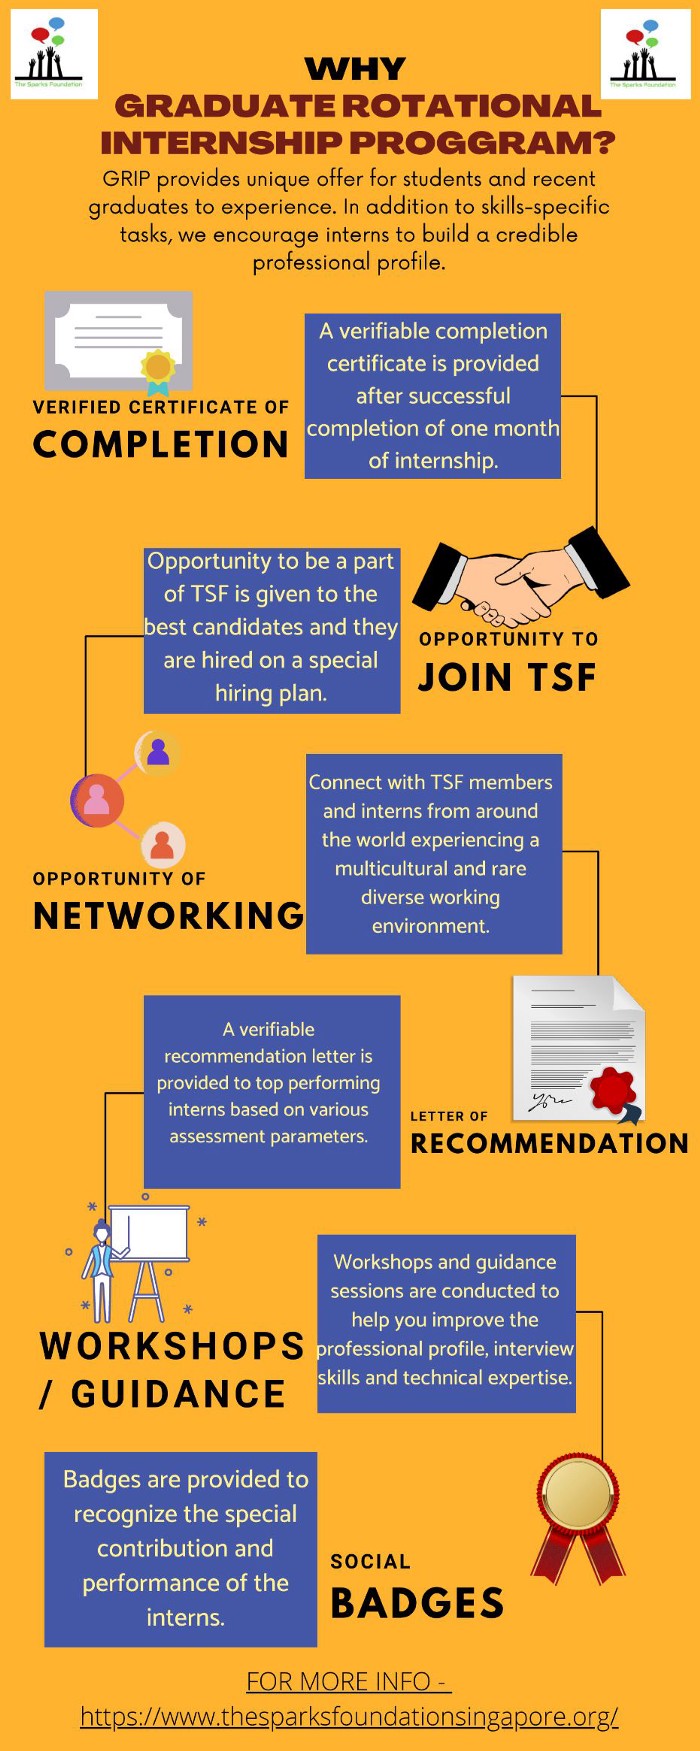 The Sparks Foundation
The Sparks Foundation
WHY
GRADUATE ROTATIONAL
INTERNSHIP PROGGRAM?
GRIP provides unique offer for students and recent
graduates to experience. In addition to skills-specific
tasks, we encourage interns to build a credible
professional profile.
VERIFIED CERTIFICATE OF
COMPLETION
A verifiable completion
certificate is provided
after successful
completion of one month
of internship.
Opportunity to be a part
of TSF is given to the
best candidates and they
are hired on a special
hiring plan.
OPPORTUNITY TO
JOIN TSF
OPPORTUNITY OF
NETWORKING
Connect with TSF members
and interns from around
the world experiencing a
multicultural and rare
diverse working
environment.
A verifiable
recommendation letter is
provided to top performing
interns based on various
assessment parameters.
LETTER OF
RECOMMENDATION
WORKSHOPS
/ GUIDANCE
Workshops and guidance
sessions are conducted to
help you improve the
professional profile, interview
skills and technical expertise.
Badges are provided to
recognize the special
contribution and
performance of the
interns.
SOCIAL
BADGES
FOR MORE INFO -
https://www.thesparksfoundationsingapore.org/